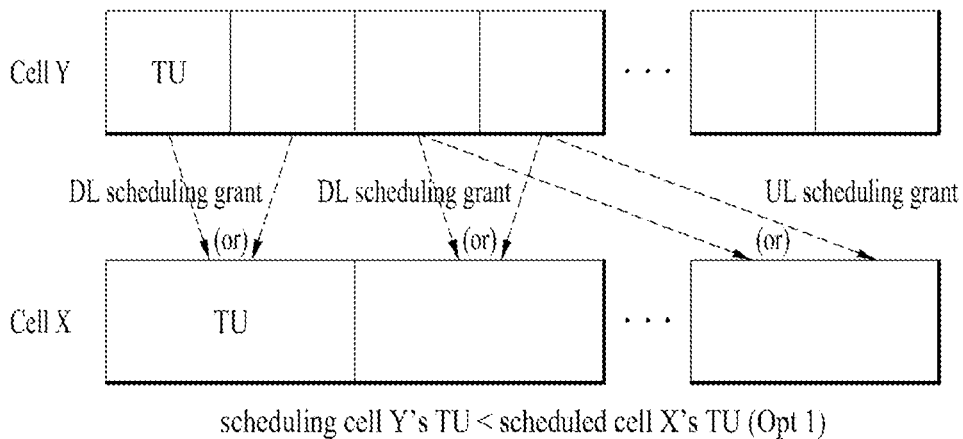 Cell Y
TU
. . .
DL scheduling grant
DL scheduling grant
UL scheduling grant
(or)
(or)
(or)
Cell X
TU
. . .
scheduling cell Y's TU < scheduled cell X's TU (Opt 1)